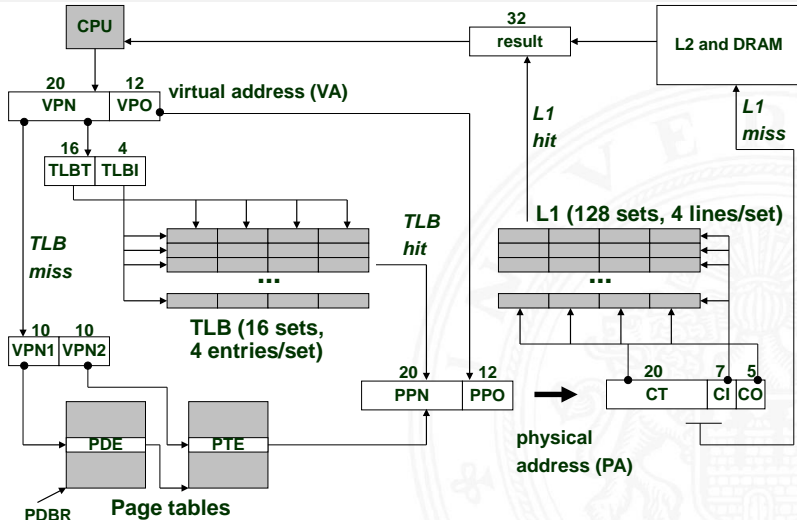 CPU
32
result
L2 and DRAM
20 12
VPN VPO
virtual address (VA)
16 4
TLBT TLBI
L1
hit
L1
miss
TLB
miss
TLB
hit
L1 (128 sets, 4 lines/set)
...
...
TLB (16 sets,
4 entries/set)
10 10
VPN1 VPN2
20 12
PPN PPO
20 7 5
CT CI CO
physical
address (PA)
PDE
PTE
PDBR
Page tables